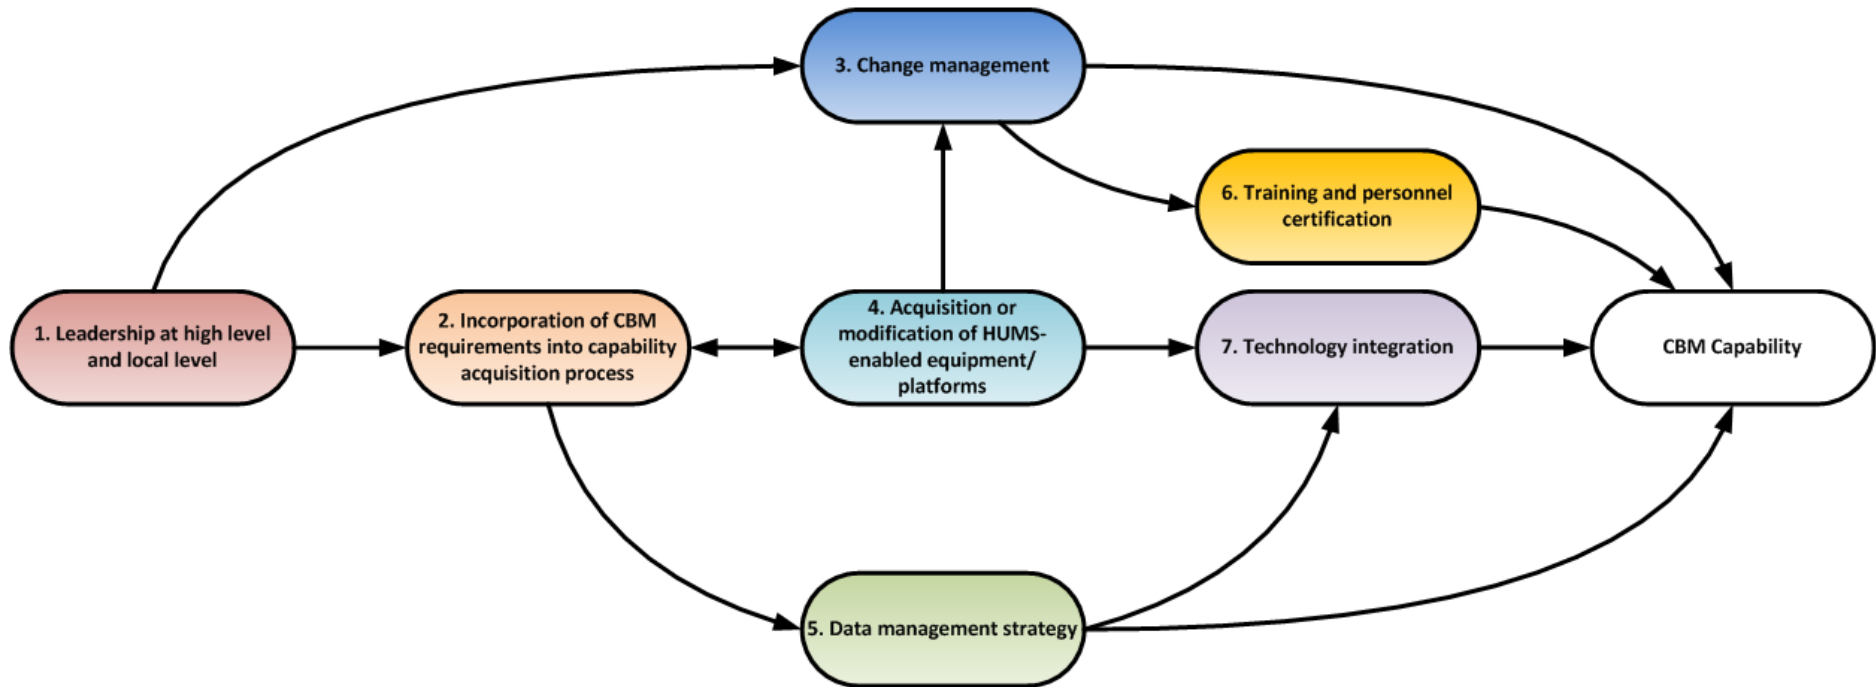 3. Change management
6. Training and personnel
certification
1. Leadership at high level
and local level
2. Incorporation of CBM
requirements into capability
acquisition process
4. Acquisition or
modification of HUMS-
enabled equipment/
platforms
7. Technology integration
CBM Capability
5. Data management strategy